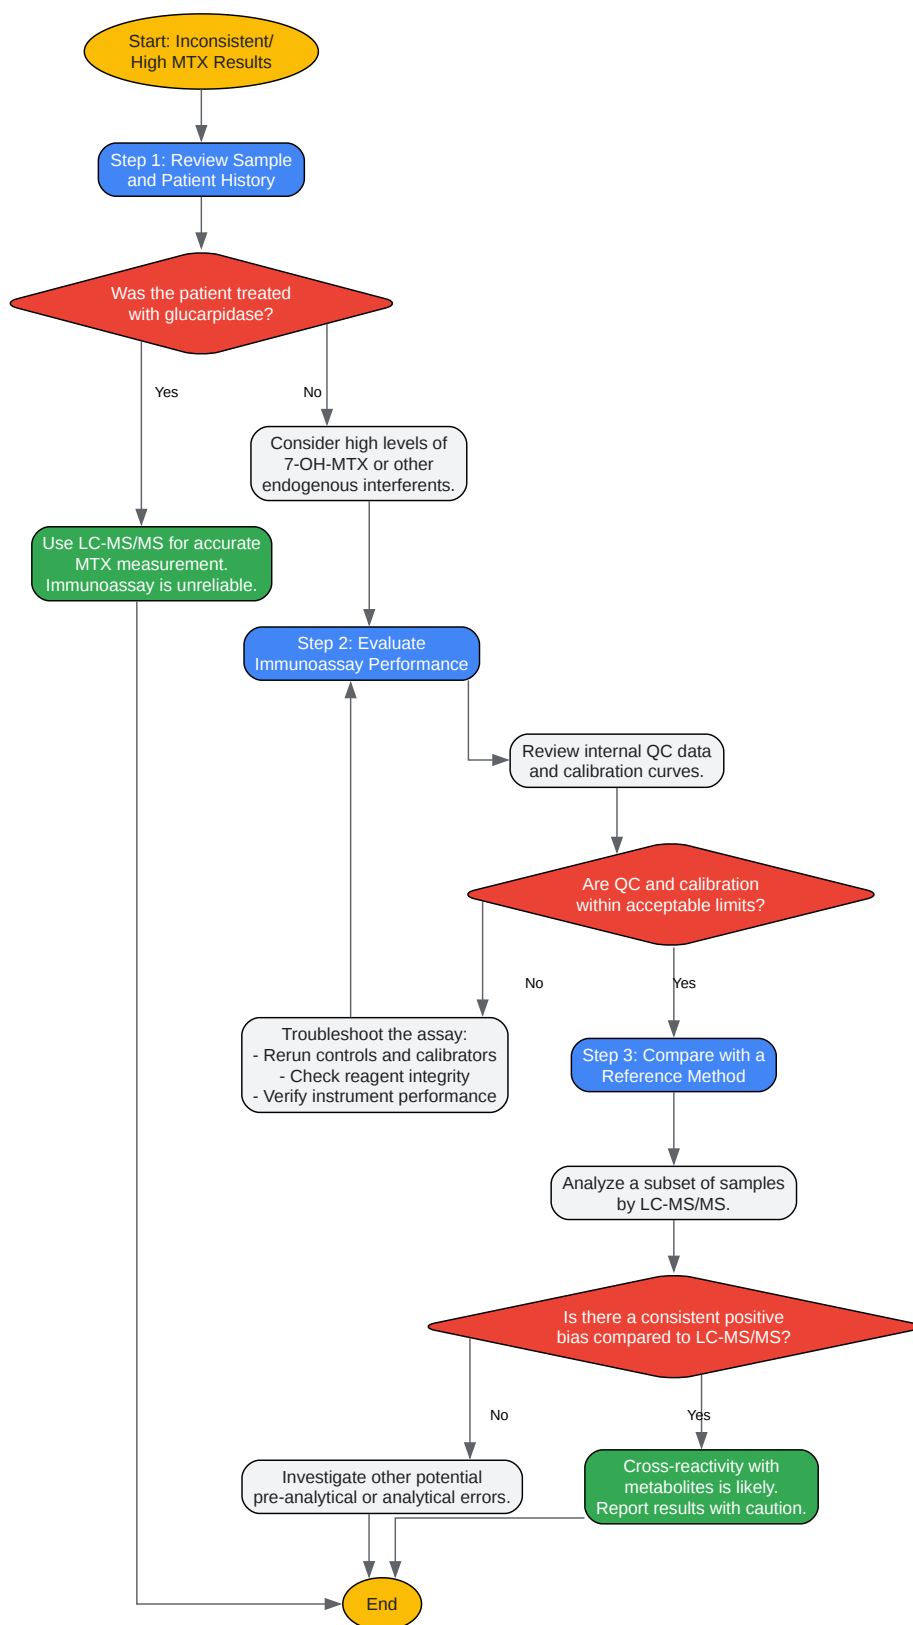 Start: Inconsistent/
High MTX Results
Step 1: Review Sample
and Patient History
Was the patient treated
with glucarpidase?
Yes
No
Consider high levels of
7-OH-MTX or other
endogenous interferents.
Use LC-MS/MS for accurate
MTX measurement.
Immunoassay is unreliable.
Step 2: Evaluate
Immunoassay Performance
Review internal QC data
and calibration curves.
Are QC and calibration
within acceptable limits?
No
Yes
Troubleshoot the assay:
- Rerun controls and calibrators
- Check reagent integrity
- Verify instrument performance
Step 3: Compare with a
Reference Method
Analyze a subset of samples
by LC-MS/MS.
Is there a consistent positive
bias compared to LC-MS/MS?
No
Yes
Investigate other potential
pre-analytical or analytical errors.
Cross-reactivity with
metabolites is likely.
Report results with caution.
End